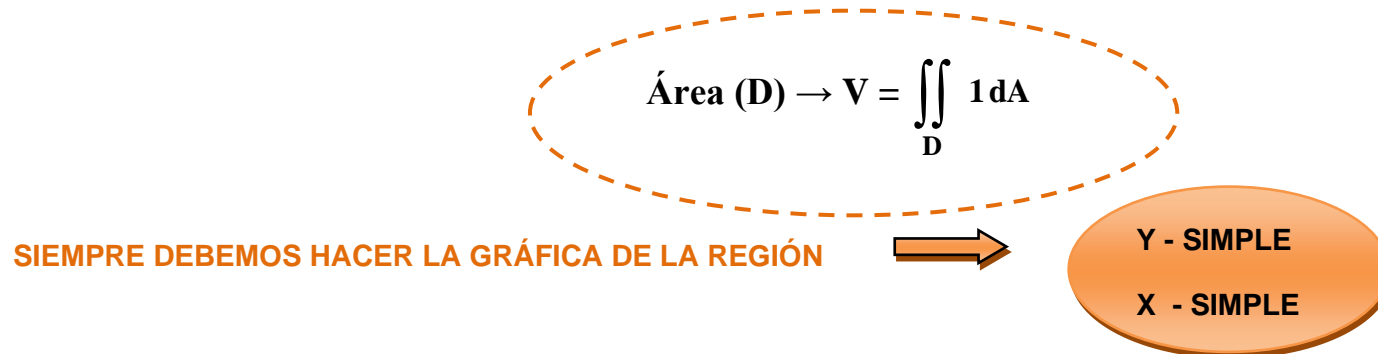 Área (D) → V = ∬ 1 dA
D
SIEMPRE DEBEMOS HACER LA GRÁFICA DE LA REGIÓN
Y - SIMPLE
X - SIMPLE